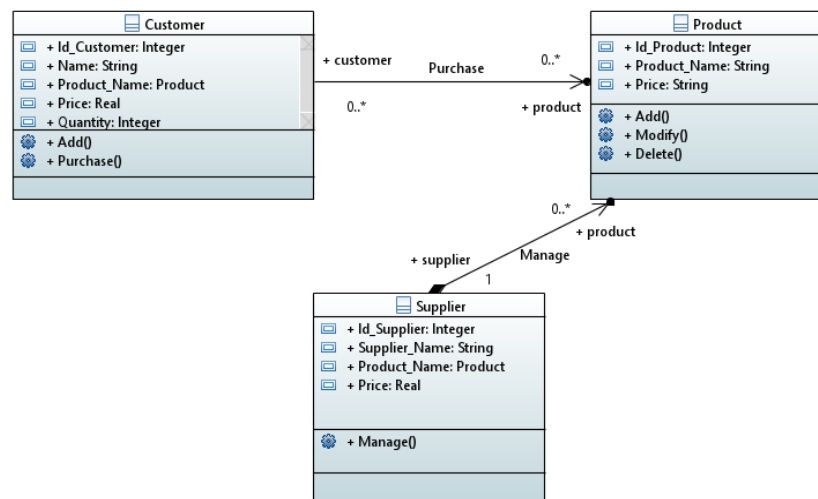 Customer
+ Id_Customer: Integer
+ Name: String
+ Product_Name: Product
+ Price: Real
+ Quantity: Integer
+ Add()
+ Purchase()
+ customer
Purchase
0..*
0..*
+ product
Product
+ Id_Product: Integer
+ Product_Name: String
+ Price: String
+ Add()
+ Modify()
+ Delete()
0..*
+ product
Manage
+ supplier
1
Supplier
+ Id_Supplier: Integer
+ Supplier_Name: String
+ Product_Name: Product
+ Price: Real
+ Manage()